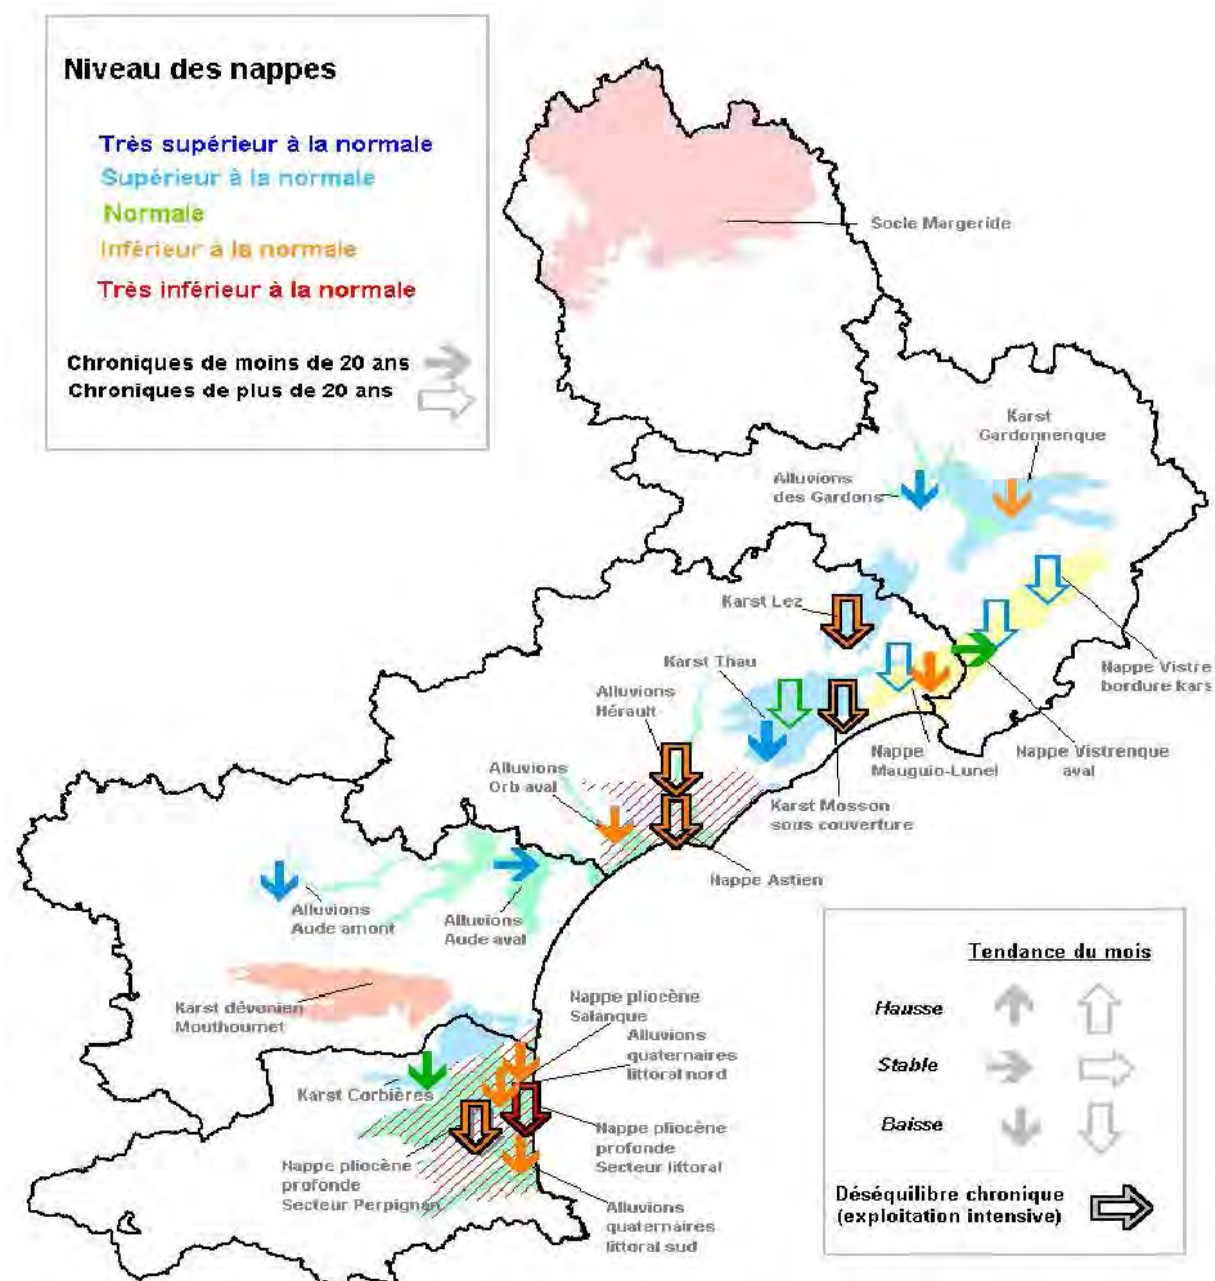 Niveau des nappes
Très supérieur à la normale
Supérieur à la normale
Normale
Inférieur à la normale
Très inférieur à la normale
Chroniques de moins de 20 ans
Chroniques de plus de 20 ans
Socle Margeride
Karst
Gardonnenque
Alluvions
des Gardons
Karst Lez
Karst Thau
Nappe Vistre
bordure kars
Alluvions
Hérault
Nappe
Mauguio-Lunel
Nappe Vistrenque
aval
Alluvions
Orb aval
Karst Mosson
sous couverture
Nappe Astien
Alluvions
Aude amont
Alluvions
Aude aval
Karst dévonien
Mouthoumet
Nappe pliocène
Salanque
Alluvions
quaternaires
littoral nord
Karst Corbières
Nappe pliocène
profonde
Secteur littoral
Nappe pliocène
profonde
Secteur Perpignan
Alluvions
quaternaires
littoral sud
Tendance du mois
Hausse
Stable
Baisse
Déséquilibre chronique
(exploitation intensive)